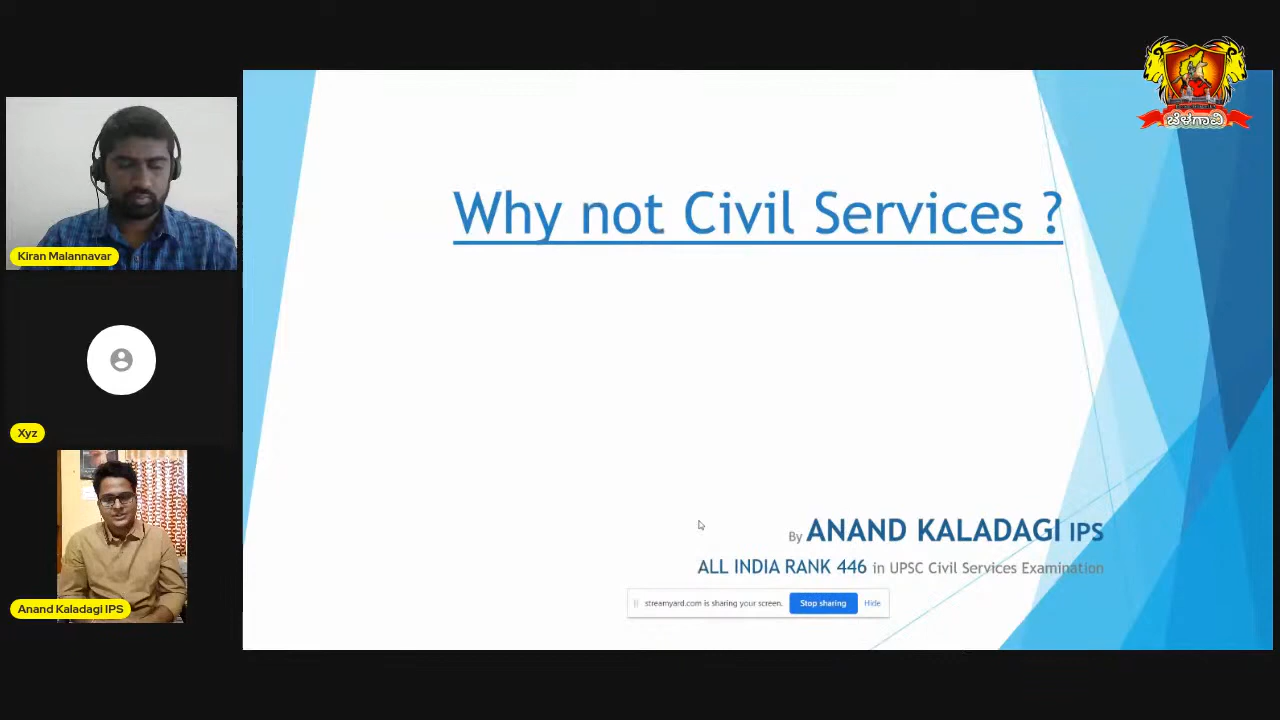 ಬೆಳಗಾವಿ
Kiran Malannavar
Why not Civil Services ?
Xyz
By ANAND KALADAGI IPS
ALL INDIA RANK 446 in UPSC Civil Services Examination
streamyard.com is sharing your screen. Stop sharing Hide
Anand Kaladagi IPS